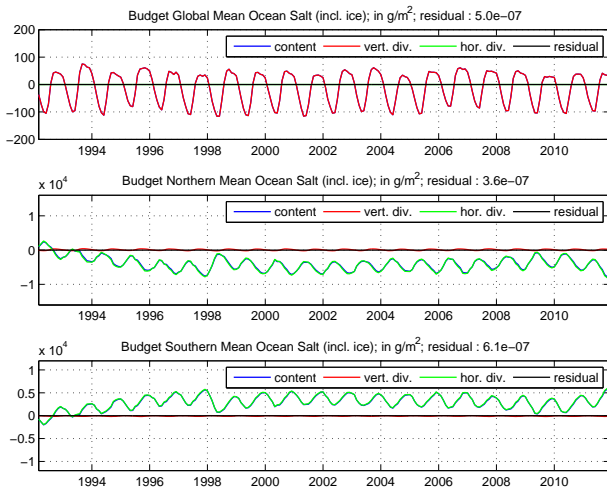 Budget Global Mean Ocean Salt (incl. ice); in g/m²; residual : 5.0e−07
200
100
0
−100
−200
content vert. div. hor. div. residual
1994 1996 1998 2000 2002 2004 2006 2008 2010
x 10⁴
Budget Northern Mean Ocean Salt (incl. ice); in g/m²; residual : 3.6e−07
1
0
−1
content vert. div. hor. div. residual
1994 1996 1998 2000 2002 2004 2006 2008 2010
x 10⁴
Budget Southern Mean Ocean Salt (incl. ice); in g/m²; residual : 6.1e−07
1
0.5
0
−0.5
−1
content vert. div. hor. div. residual
1994 1996 1998 2000 2002 2004 2006 2008 2010